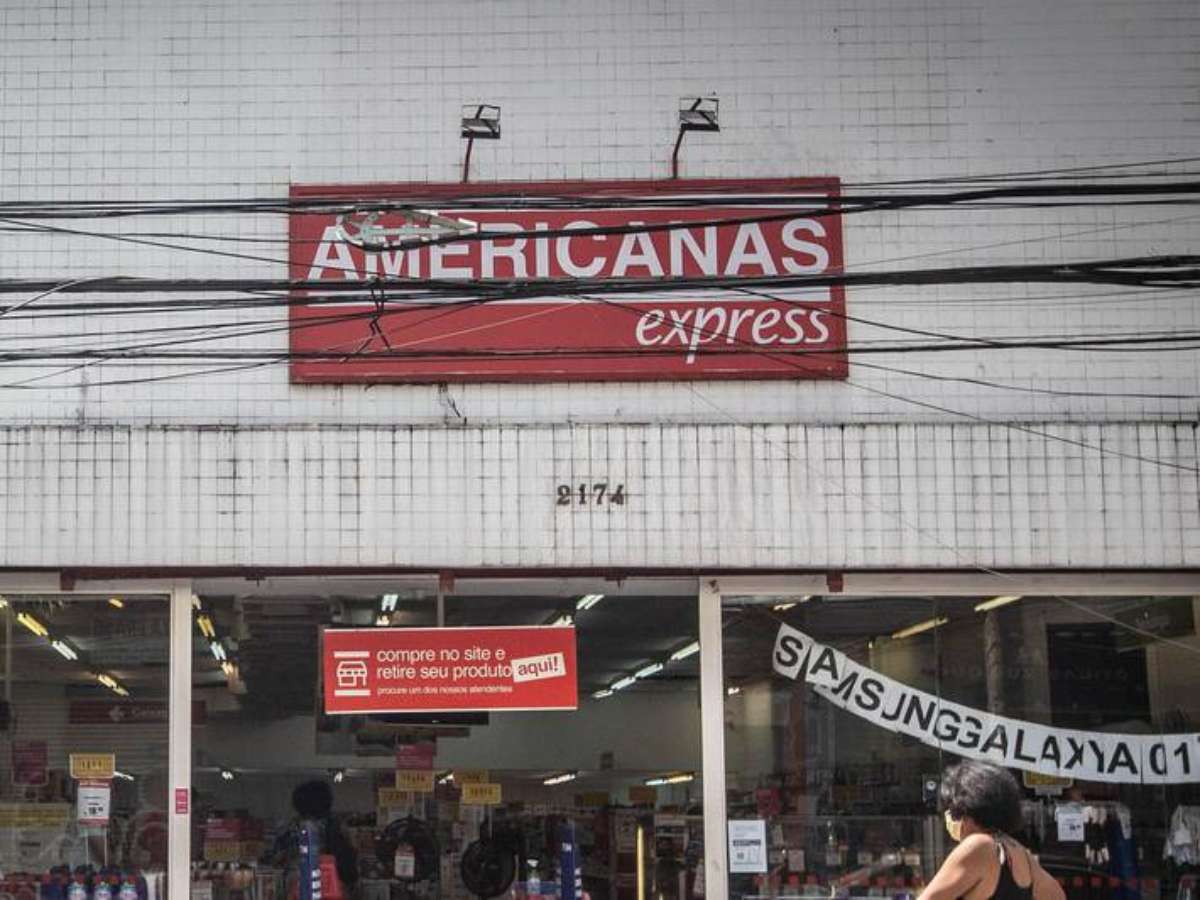 AMERICANAS
express
2174
compre no site e
retire seu produto aqui!
procure um dos nossos atendentes
SAMSUNGGALAXYA01